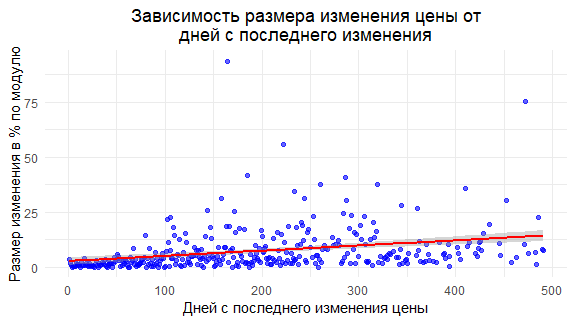 Зависимость размера изменения цены от
дней с последнего изменения
Размер изменения в % по модулю
75
50
25
0
0 100 200 300 400 500
Дней с последнего изменения цены